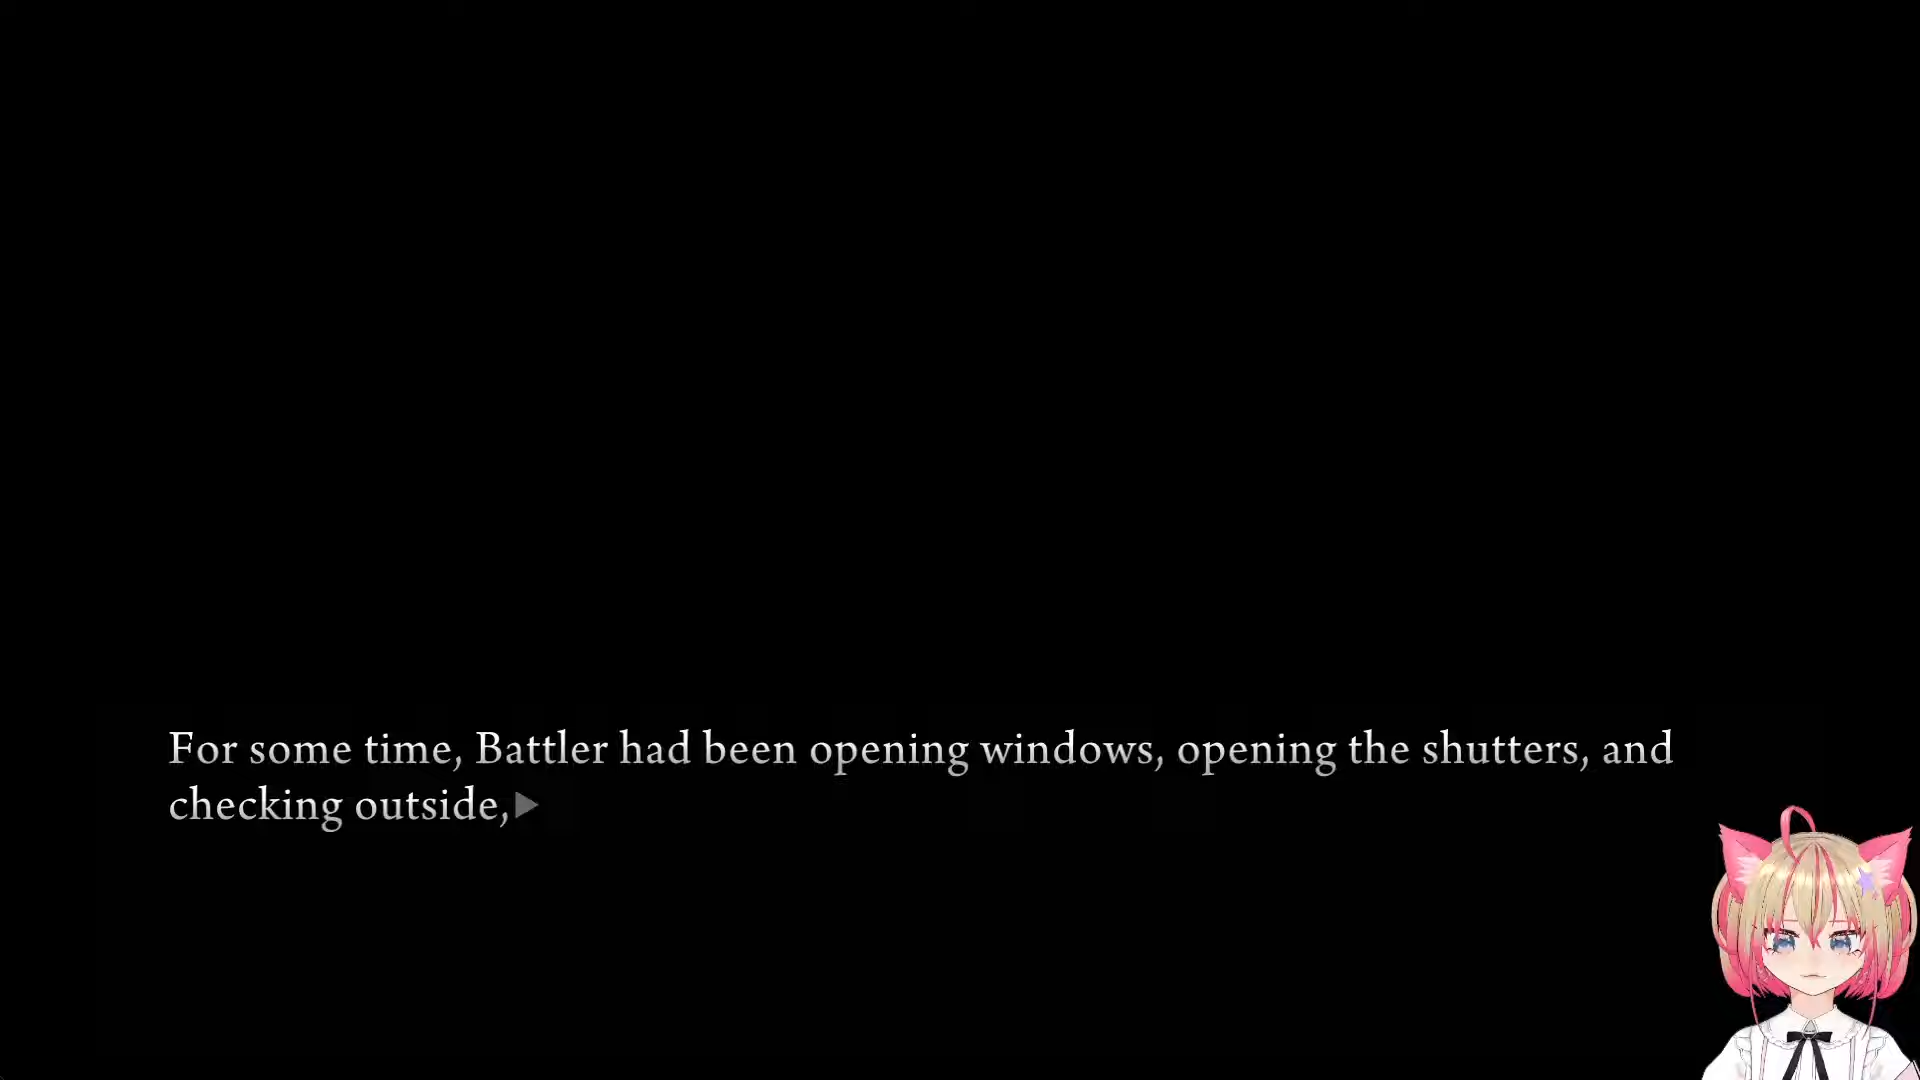 For some time, Battler had been opening windows, opening the shutters, and
checking outside,